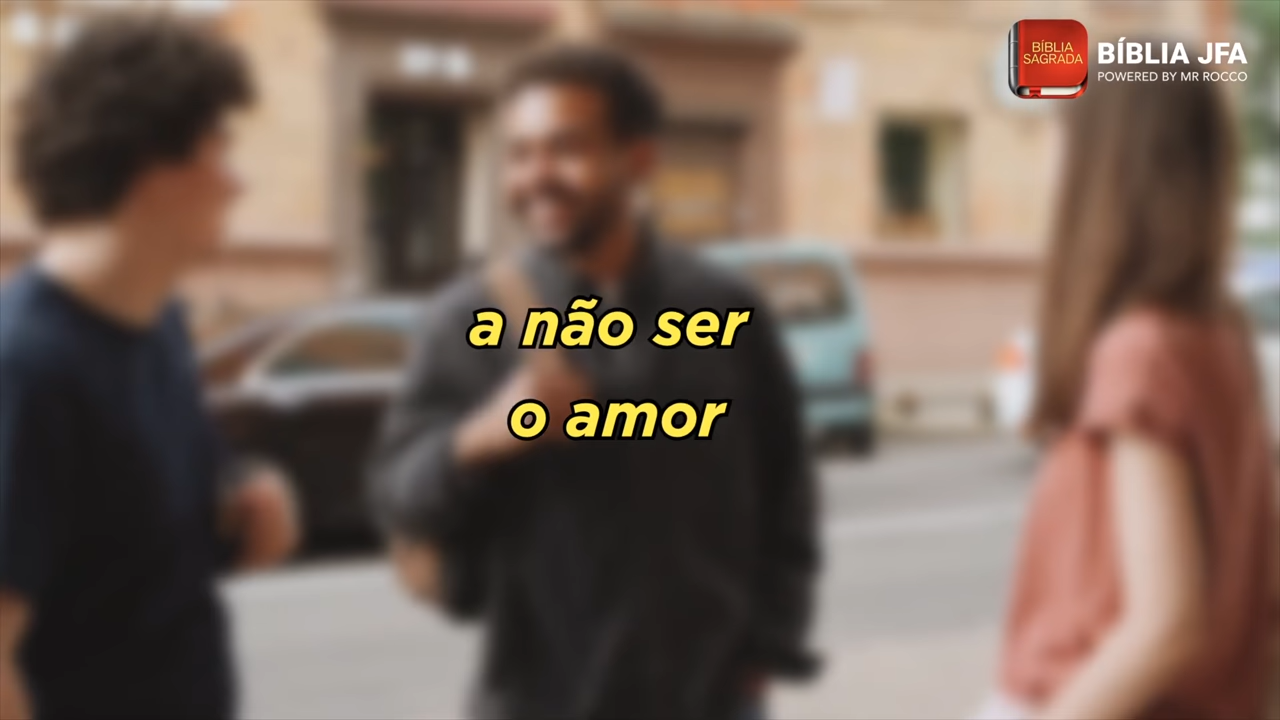 BÍBLIA
SAGRADA
BÍBLIA JFA
POWERED BY MR ROCCO
a não ser
o amor